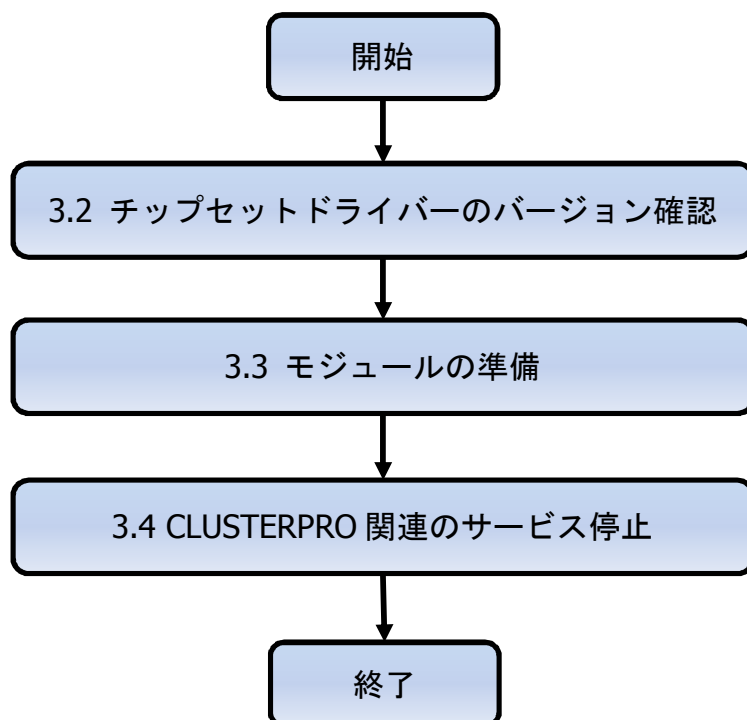 開始
3.2 チップセットドライバーのバージョン確認
3.3 モジュールの準備
3.4 CLUSTERPRO 関連のサービス停止
終了